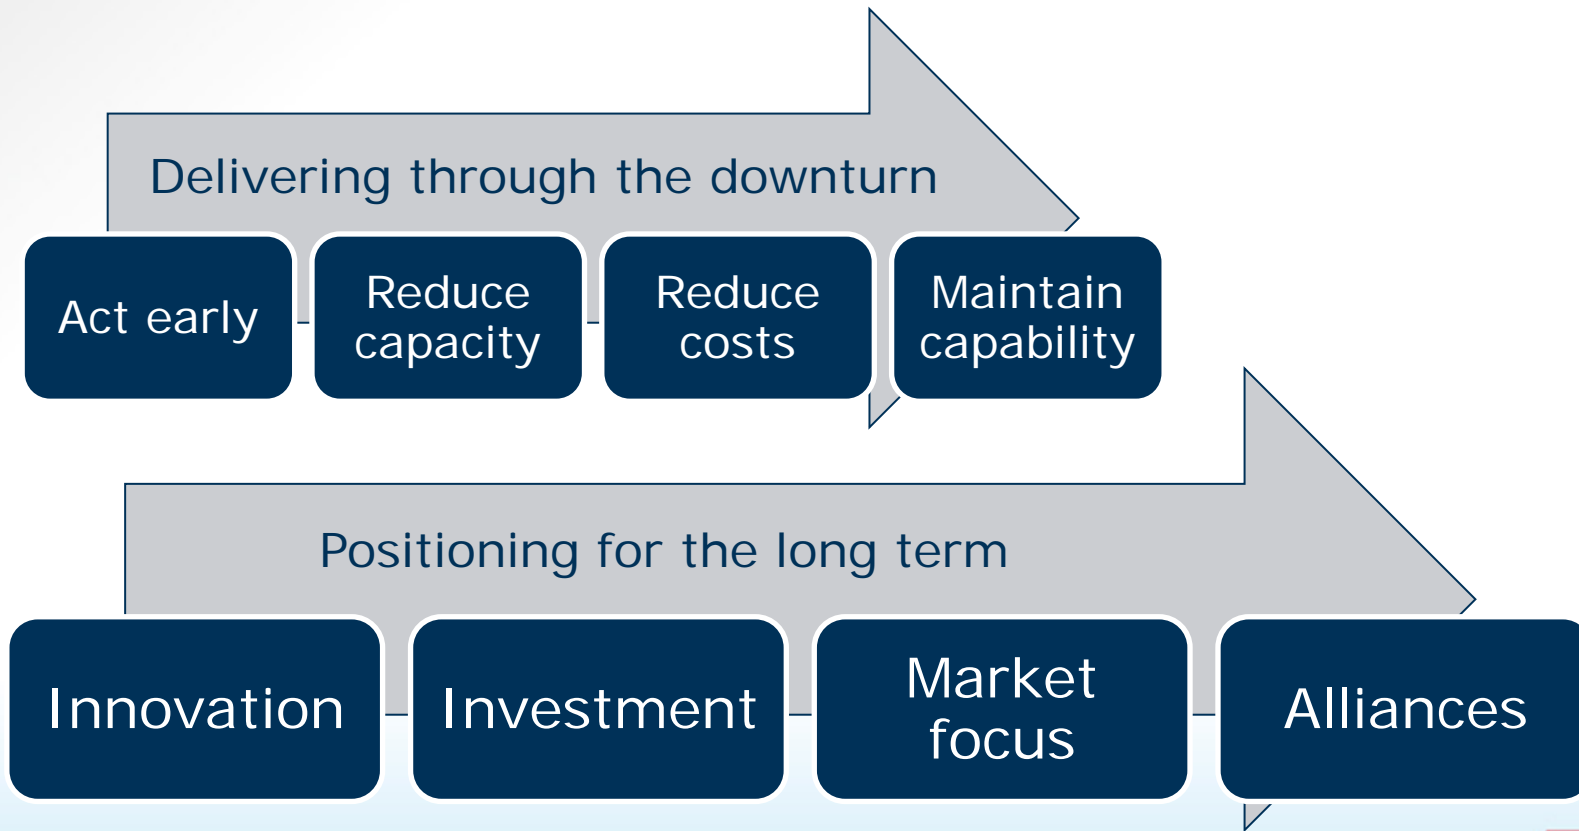 Delivering through the downturn
Act early
Reduce
capacity
Reduce
costs
Maintain
capability
Positioning for the long term
Innovation
Investment
Market
focus
Alliances